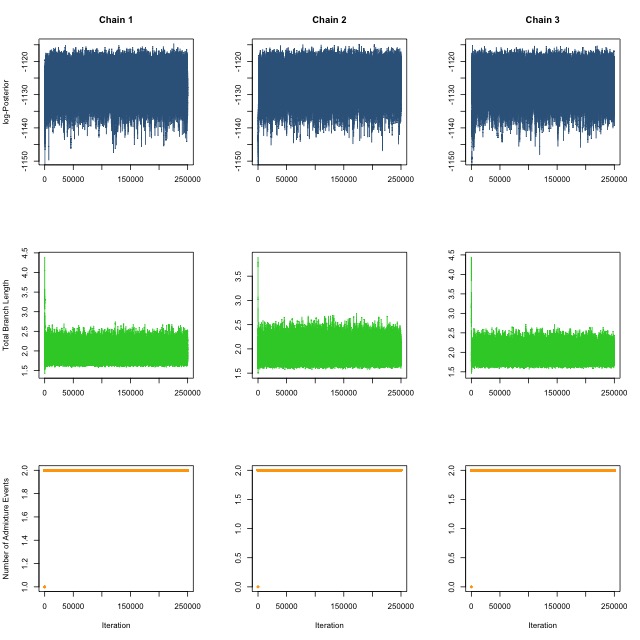 Chain 1 Chain 2 Chain 3
log-Posterior
-1120 -1130 -1140 -1150
-1120 -1130 -1140 -1150
-1120 -1130 -1140 -1150
0 50000 150000 250000 0 50000 150000 250000 0 50000 150000 250000
Total Branch Length
4.5 4.0 3.5 3.0 2.5 2.0 1.5
3.5 3.0 2.5 2.0 1.5
4.5 4.0 3.5 3.0 2.5 2.0 1.5
0 50000 150000 250000 0 50000 150000 250000 0 50000 150000 250000
Number of Admixture Events
2.0 1.8 1.6 1.4 1.2 1.0
2.0 1.5 1.0 0.5 0.0
2.0 1.5 1.0 0.5 0.0
0 50000 150000 250000 0 50000 150000 250000 0 50000 150000 250000
Iteration Iteration Iteration